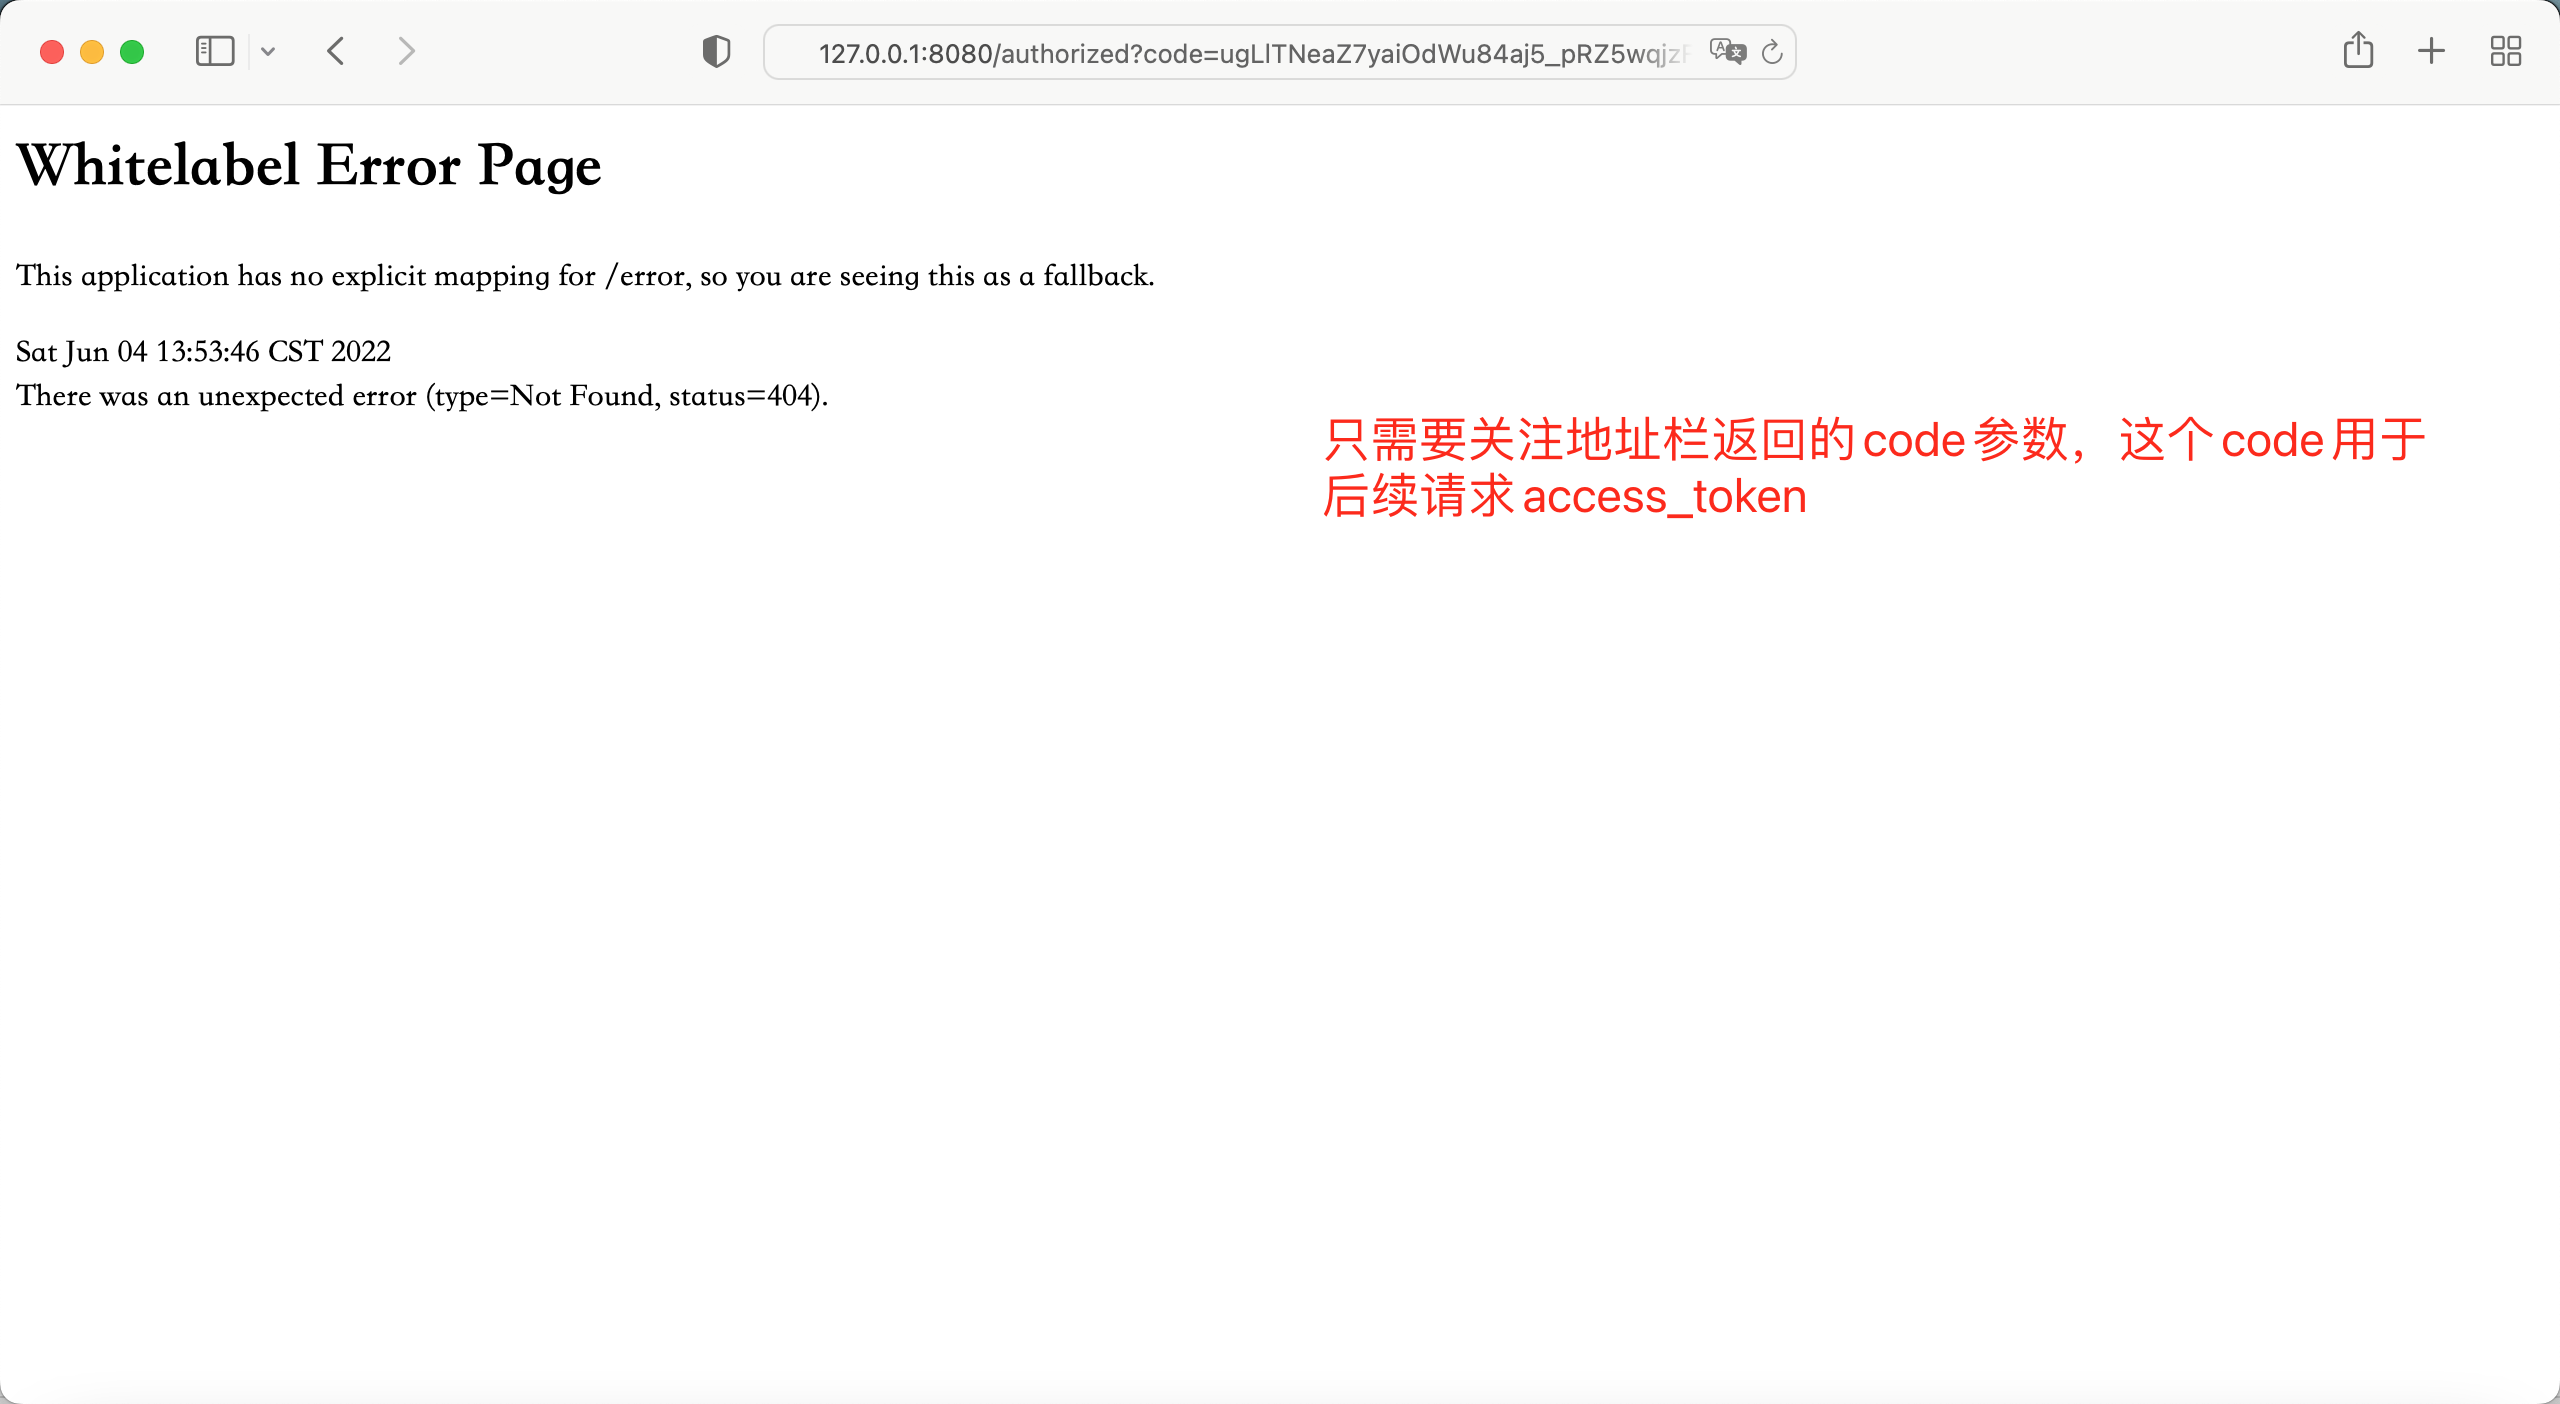 127.0.0.1:8080/authorized?code=ugLlTNeaZ7yaiOdWu84aj5_pRZ5wqjz
Whitelabel Error Page
This application has no explicit mapping for /error, so you are seeing this as a fallback.
Sat Jun 04 13:53:46 CST 2022
There was an unexpected error (type=Not Found, status=404).
只需要关注地址栏返回的code参数，这个code用于
后续请求access_token